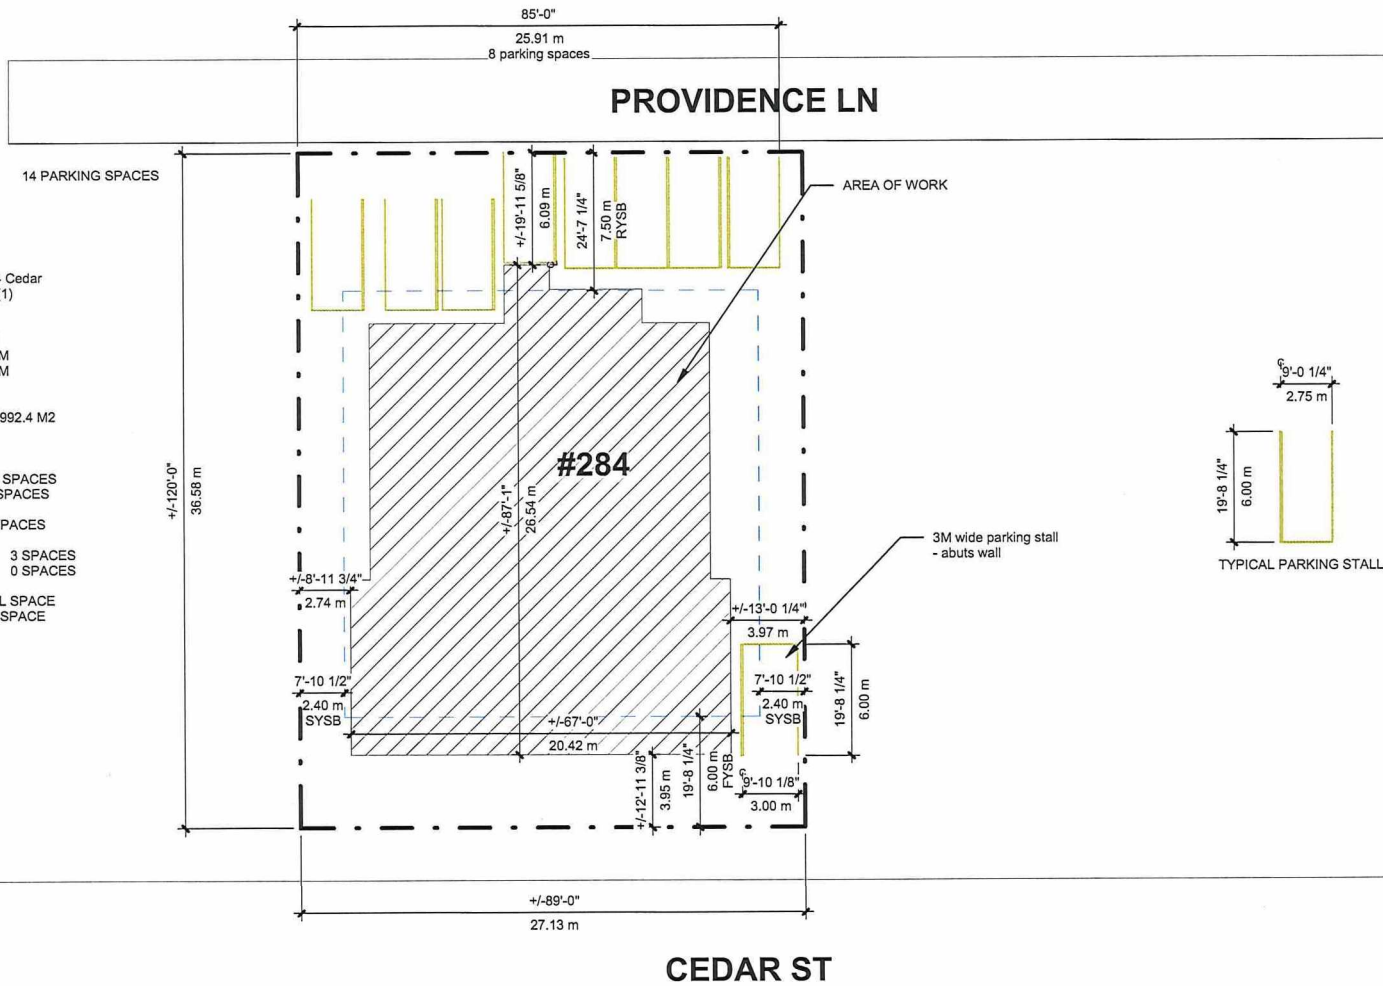 85'-0"
25.91 m
8 parking spaces
PROVIDENCE LN
14 PARKING SPACES
Cedar
1)
M
M
992.4 M2
SPACES
SPACES
PACES
3 SPACES
0 SPACES
L SPACE
SPACE
+/-120'-0"
36.58 m
+/-19'-11 5/8"
6.09 m
24'-7 1/4"
7.50 m
RYSB
AREA OF WORK
#284
+/-87'-1"
26.54 m
+/-8'-11 3/4"
2.74 m
7'-10 1/2"
2.40 m
SYSB
+/-67'-0"
20.42 m
+/-13'-0 1/4"
3.97 m
7'-10 1/2"
2.40 m
SYSB
3M wide parking stall
- abuts wall
19'-8 1/4"
6.00 m
+/-12'-11 3/8"
3.95 m
19'-8 1/4"
6.00 m
FYSB
9'-10 1/8"
3.00 m
9'-0 1/4"
2.75 m
19'-8 1/4"
6.00 m
TYPICAL PARKING STALL
+/-89'-0"
27.13 m
CEDAR ST